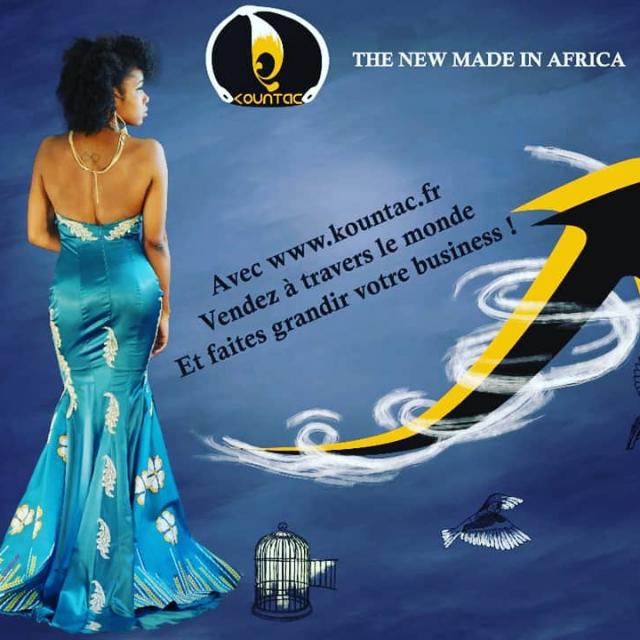 KOUNTAC
THE NEW MADE IN AFRICA
Avec www.kountac.fr
Vendez à travers le monde
Et faites grandir votre business !